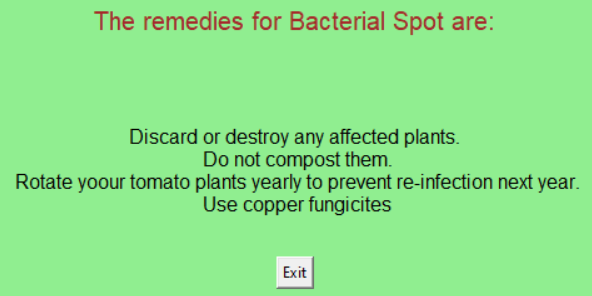 The remedies for Bacterial Spot are:
Discard or destroy any affected plants.
Do not compost them.
Rotate yoour tomato plants yearly to prevent re-infection next year.
Use copper fungicites
Exit